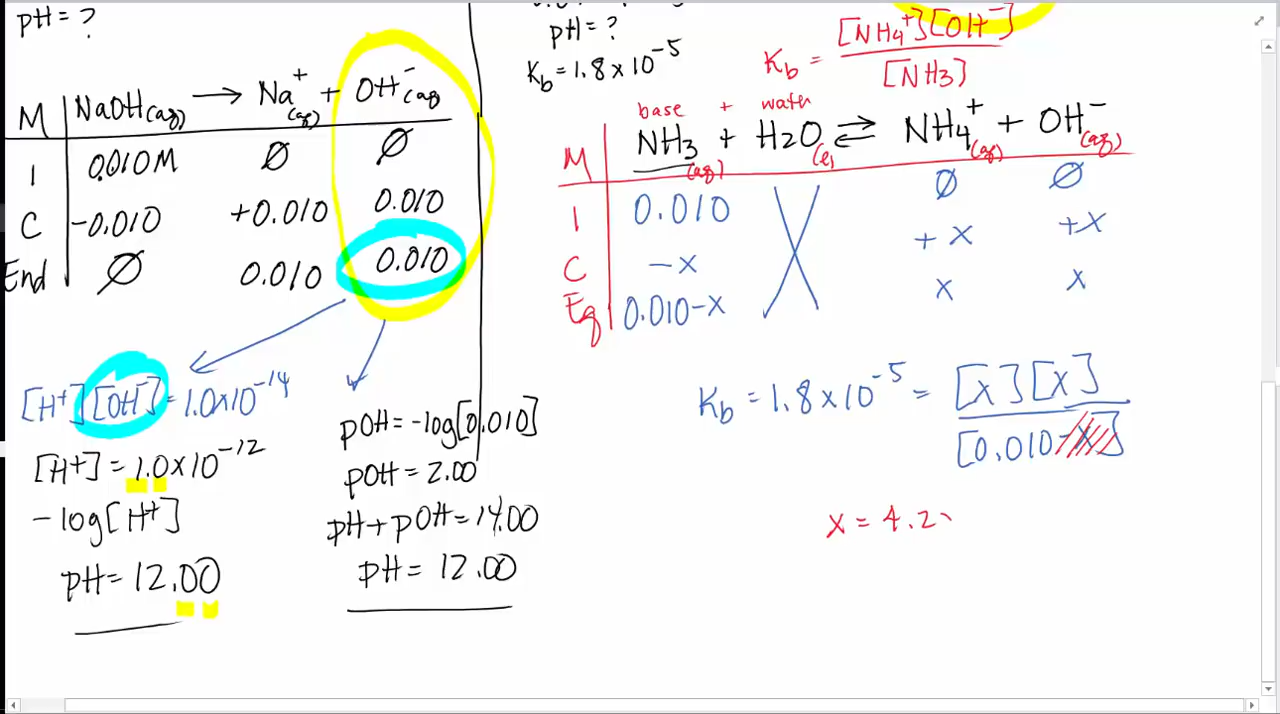 pH = ?
M NaOH(aq) → Na+(aq) + OH-(aq)
I 0.010M Ø Ø
C -0.010 +0.010 0.010
End Ø 0.010 0.010
[H+][OH-] = 1.0x10-14
[H+] = 1.0x10-12
-log[H+]
pH = 12.00
pOH = -log[0.010]
pOH = 2.00
pH + pOH = 14.00
pH = 12.00
pH = ?
Kb = 1.8 x 10-5
Kb = [NH4+][OH-]
[NH3]
base + water
M NH3(aq) + H2O(l) ⇌ NH4+(aq) + OH-(aq)
I 0.010 Ø Ø
C -x +x +x
Eq 0.010-x x x
Kb = 1.8 x 10-5 = [x][x]
[0.010-x]
x = 4.2